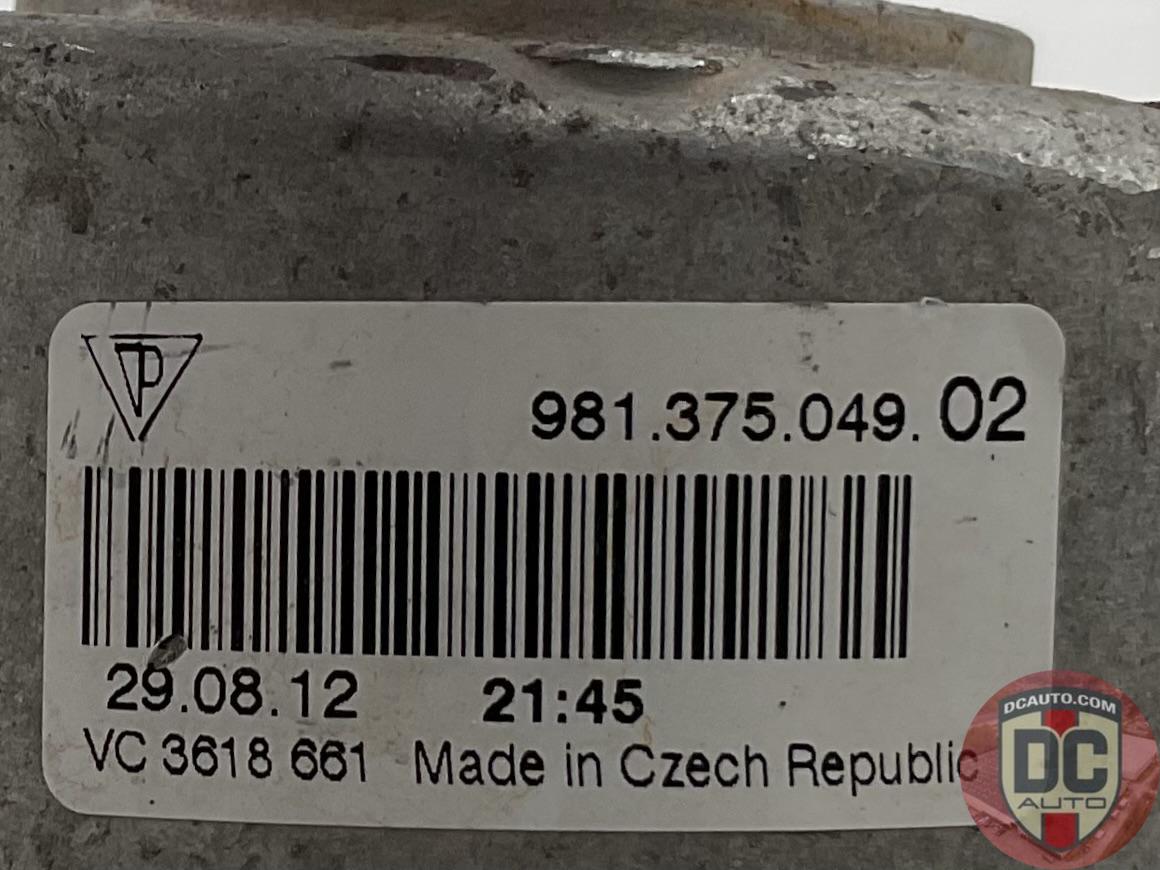 P
981.375.049. 02
29.08.12 21:45
VC 3618 661 Made in Czech Republic
DCAUTO.COM
DC
AUTO